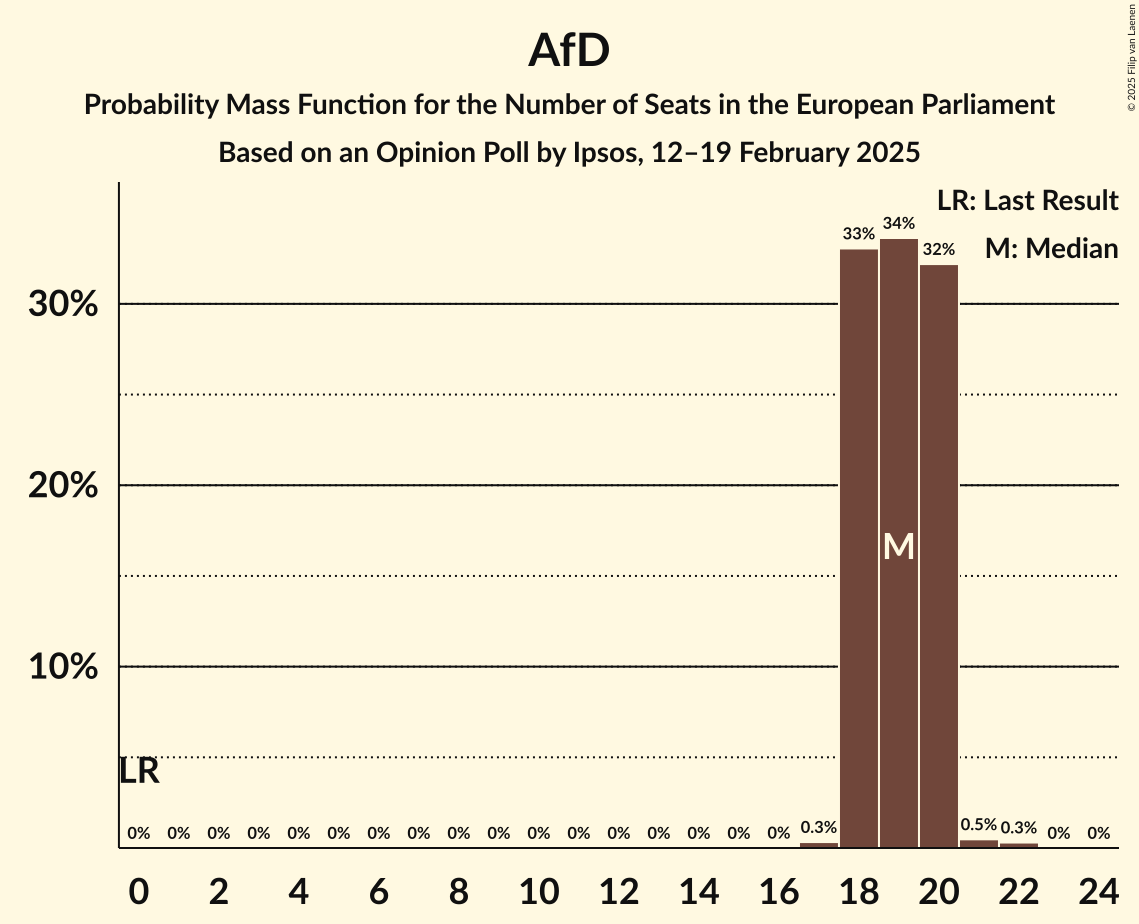 AfD
Probability Mass Function for the Number of Seats in the European Parliament
Based on an Opinion Poll by Ipsos, 12–19 February 2025
© 2025 Filip van Laenen
LR: Last Result
M: Median
33% 34% 32%
30%
20%
M
10%
LR
0% 0% 0% 0% 0% 0% 0% 0% 0% 0% 0% 0% 0% 0% 0% 0% 0% 0.3% 0.5% 0.3% 0% 0%
0 2 4 6 8 10 12 14 16 18 20 22 24